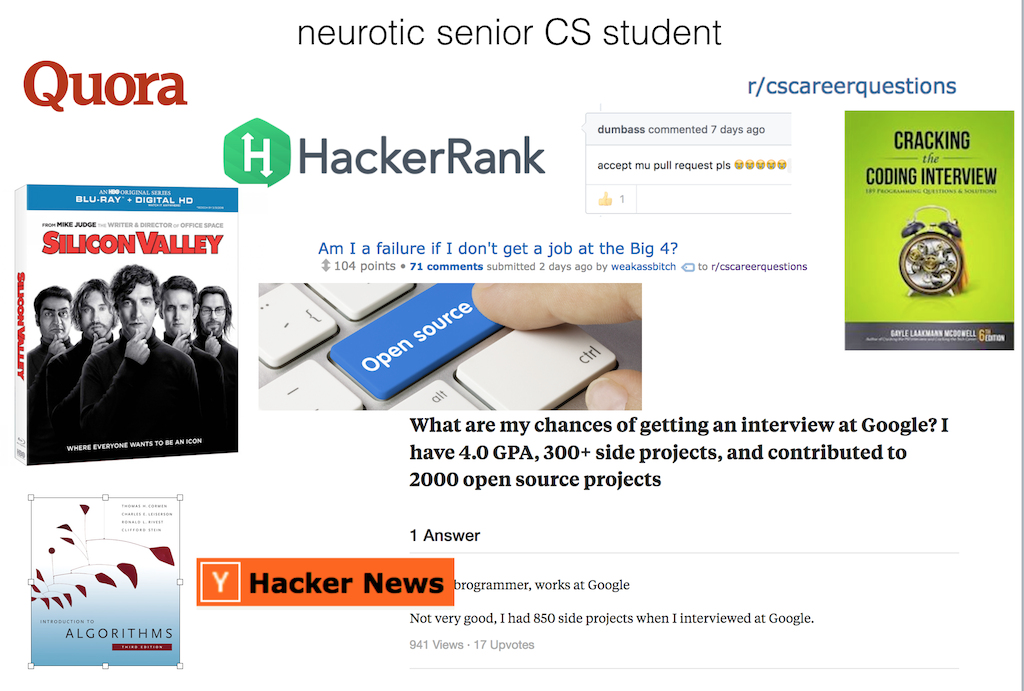 neurotic senior CS student
Quora
r/cscareerquestions
HackerRank
dumbass commented 7 days ago
accept mu pull request pls 😭😭😭😭😭
👍 1
CRACKING
the
CODING INTERVIEW
189 PROGRAMMING QUESTIONS & SOLUTIONS
GAYLE LAAKMANN MCDOWELL
6TH EDITION
AN HBO ORIGINAL SERIES
BLU-RAY + DIGITAL HD
FROM MIKE JUDGE THE WRITER & DIRECTOR OF OFFICE SPACE
SILICON VALLEY
SILICON VALLEY
WHERE EVERYONE WANTS TO BE AN ICON
Am I a failure if I don't get a job at the Big 4?
104 points • 71 comments submitted 2 days ago by weakassbitch to r/cscareerquestions
Open source
ctrl
alt
What are my chances of getting an interview at Google? I
have 4.0 GPA, 300+ side projects, and contributed to
2000 open source projects
1 Answer
brogrammer, works at Google
Not very good, I had 850 side projects when I interviewed at Google.
941 Views · 17 Upvotes
THOMAS H. CORMEN
CHARLES E. LEISERSON
RONALD L. RIVEST
CLIFFORD STEIN
INTRODUCTION TO
ALGORITHMS
THIRD EDITION
Y Hacker News